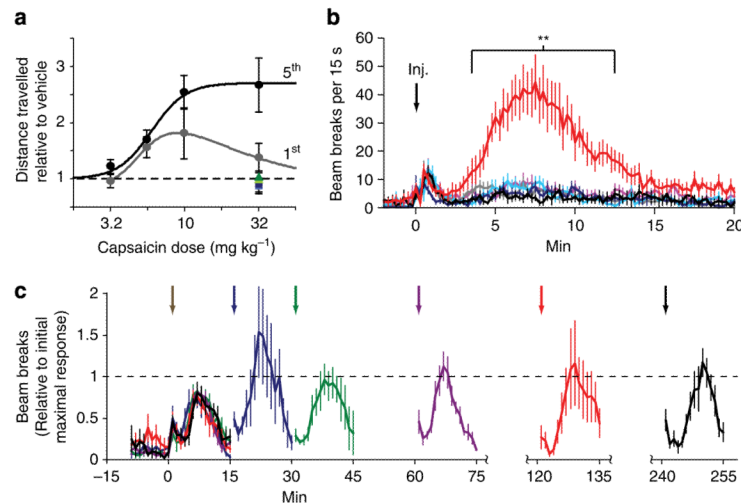 a
Distance travelled
relative to vehicle
3
2
1
5th
1st
3.2
10
32
Capsaicin dose (mg kg−1)
b
Beam breaks per 15 s
60
50
40
30
20
10
0
Inj.
**
0
5
10
15
20
Min
c
Beam breaks
(Relative to initial
maximal response)
2
1.5
1
0.5
0
−15
0
15
30
45
60
75
120
135
240
255
Min